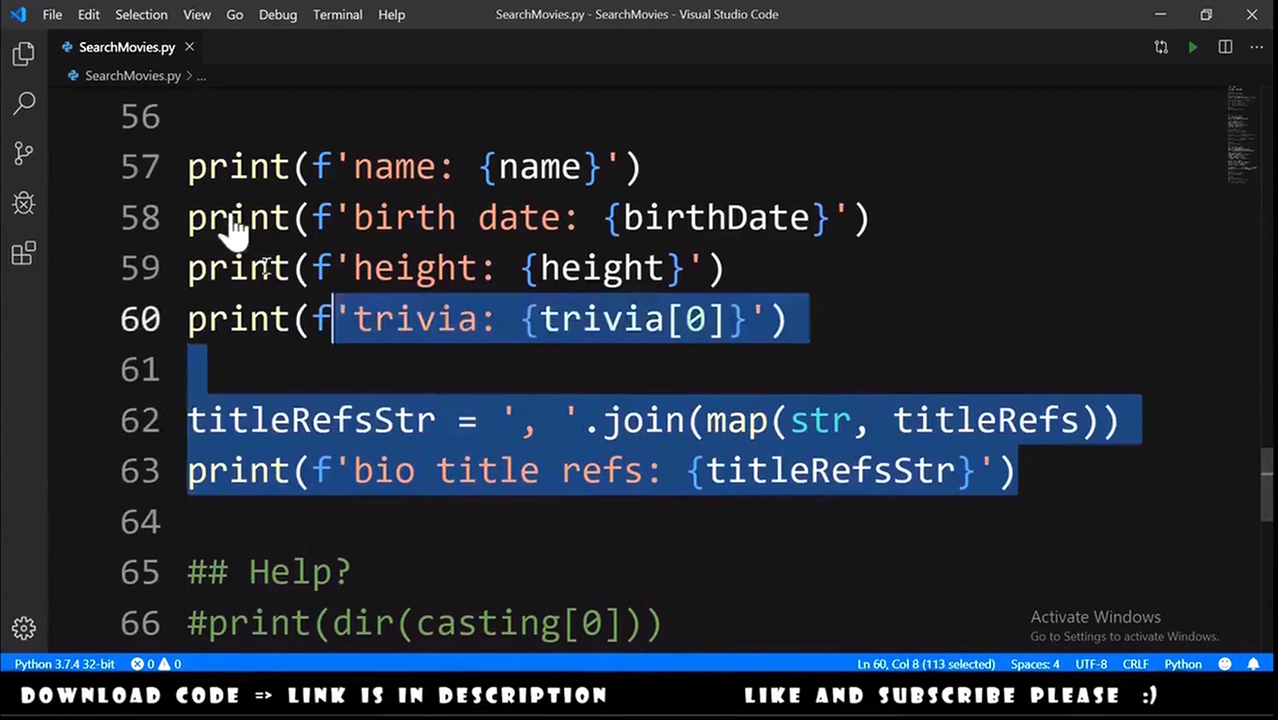 File Edit Selection View Go Debug Terminal Help SearchMovies.py - SearchMovies - Visual Studio Code
SearchMovies.py ×
SearchMovies.py > ...
56
57 print(f'name: {name}')
58 print(f'birth date: {birthDate}')
59 print(f'height: {height}')
60 print(f'trivia: {trivia[0]}')
61
62 titleRefsStr = ', '.join(map(str, titleRefs))
63 print(f'bio title refs: {titleRefsStr}')
64
65 ## Help?
66 #print(dir(casting[0]))
Activate Windows
Go to Settings to activate Windows.
Python 3.7.4 32-bit 0 0 Ln 60, Col 8 (113 selected) Spaces: 4 UTF-8 CRLF Python
DOWNLOAD CODE => LINK IS IN DESCRIPTION LIKE AND SUBSCRIBE PLEASE :)